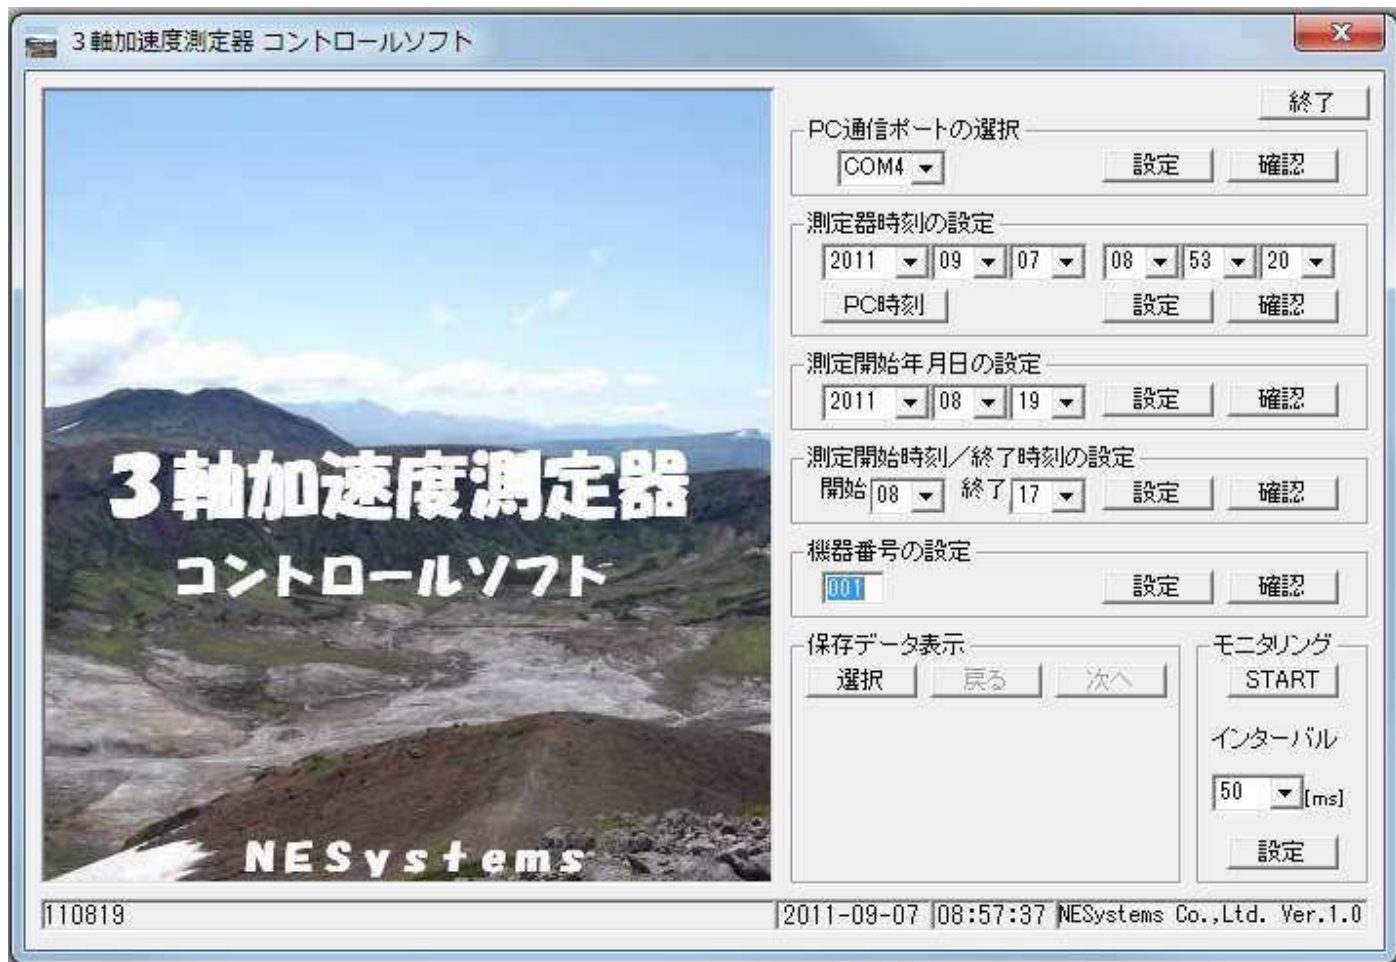 ３軸加速度測定器 コントロールソフト
３軸加速度測定器
コントロールソフト
NESystems
終了
PC通信ポートの選択
COM4 設定 確認
測定器時刻の設定
2011 09 07 08 53 20
PC時刻 設定 確認
測定開始年月日の設定
2011 08 19 設定 確認
測定開始時刻／終了時刻の設定
開始 08 終了 17 設定 確認
機器番号の設定
001 設定 確認
保存データ表示
選択 戻る 次へ
モニタリング
START
インターバル
50 [ms]
設定
110819 2011-09-07 08:57:37 NESystems Co.,Ltd. Ver.1.0